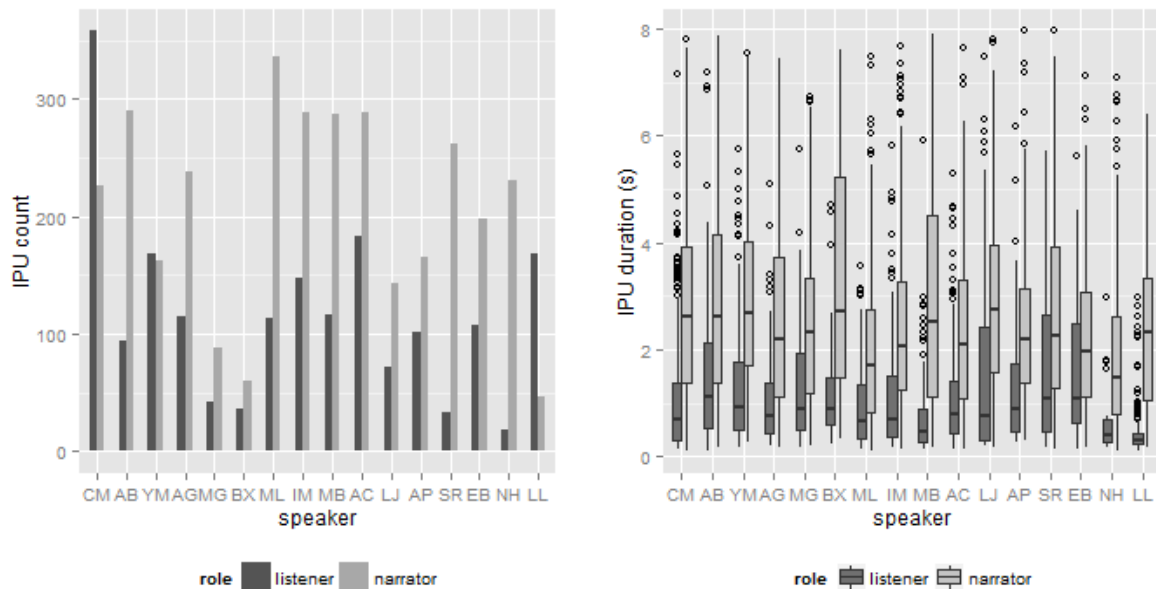 IPU count
300
200
100
0
CM AB YM AG MG BX ML IM MB AC LJ AP SR EB NH LL
speaker
role listener narrator
IPU duration (s)
8
6
4
2
0
CM AB YM AG MG BX ML IM MB AC LJ AP SR EB NH LL
speaker
role listener narrator